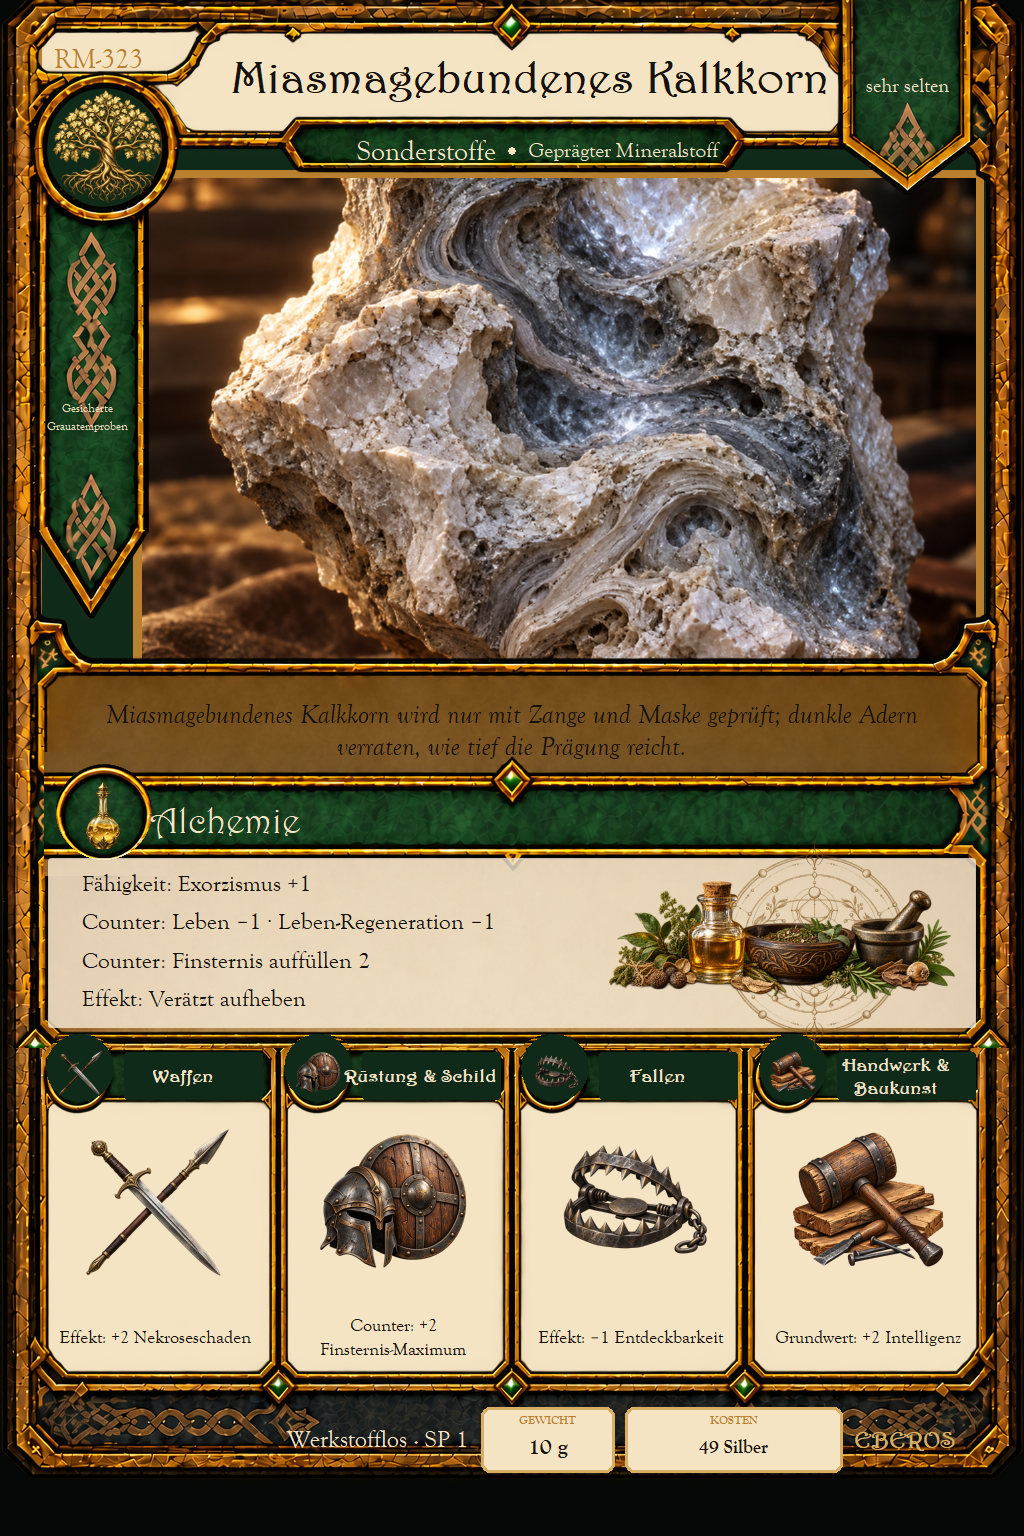 RM-323
Miasmagebundenes Kalkkorn
sehr selten
Sonderstoffe • Geprägter Mineralstoff
Gesicherte
Grauatemproben
Miasmagebundenes Kalkkorn wird nur mit Zange und Maske geprüft; dunkle Adern
verraten, wie tief die Prägung reicht.
Alchemie
Fähigkeit: Exorzismus +1
Counter: Leben −1 · Leben-Regeneration −1
Counter: Finsternis auffüllen 2
Effekt: Verätzt aufheben
Waffen
Rüstung & Schild
Fallen
Handwerk &
Baukunst
Effekt: +2 Nekroseschaden
Counter: +2
Finsternis-Maximum
Effekt: −1 Entdeckbarkeit
Grundwert: +2 Intelligenz
Werkstofflos · SP 1
GEWICHT
10 g
KOSTEN
49 Silber
EBEROS